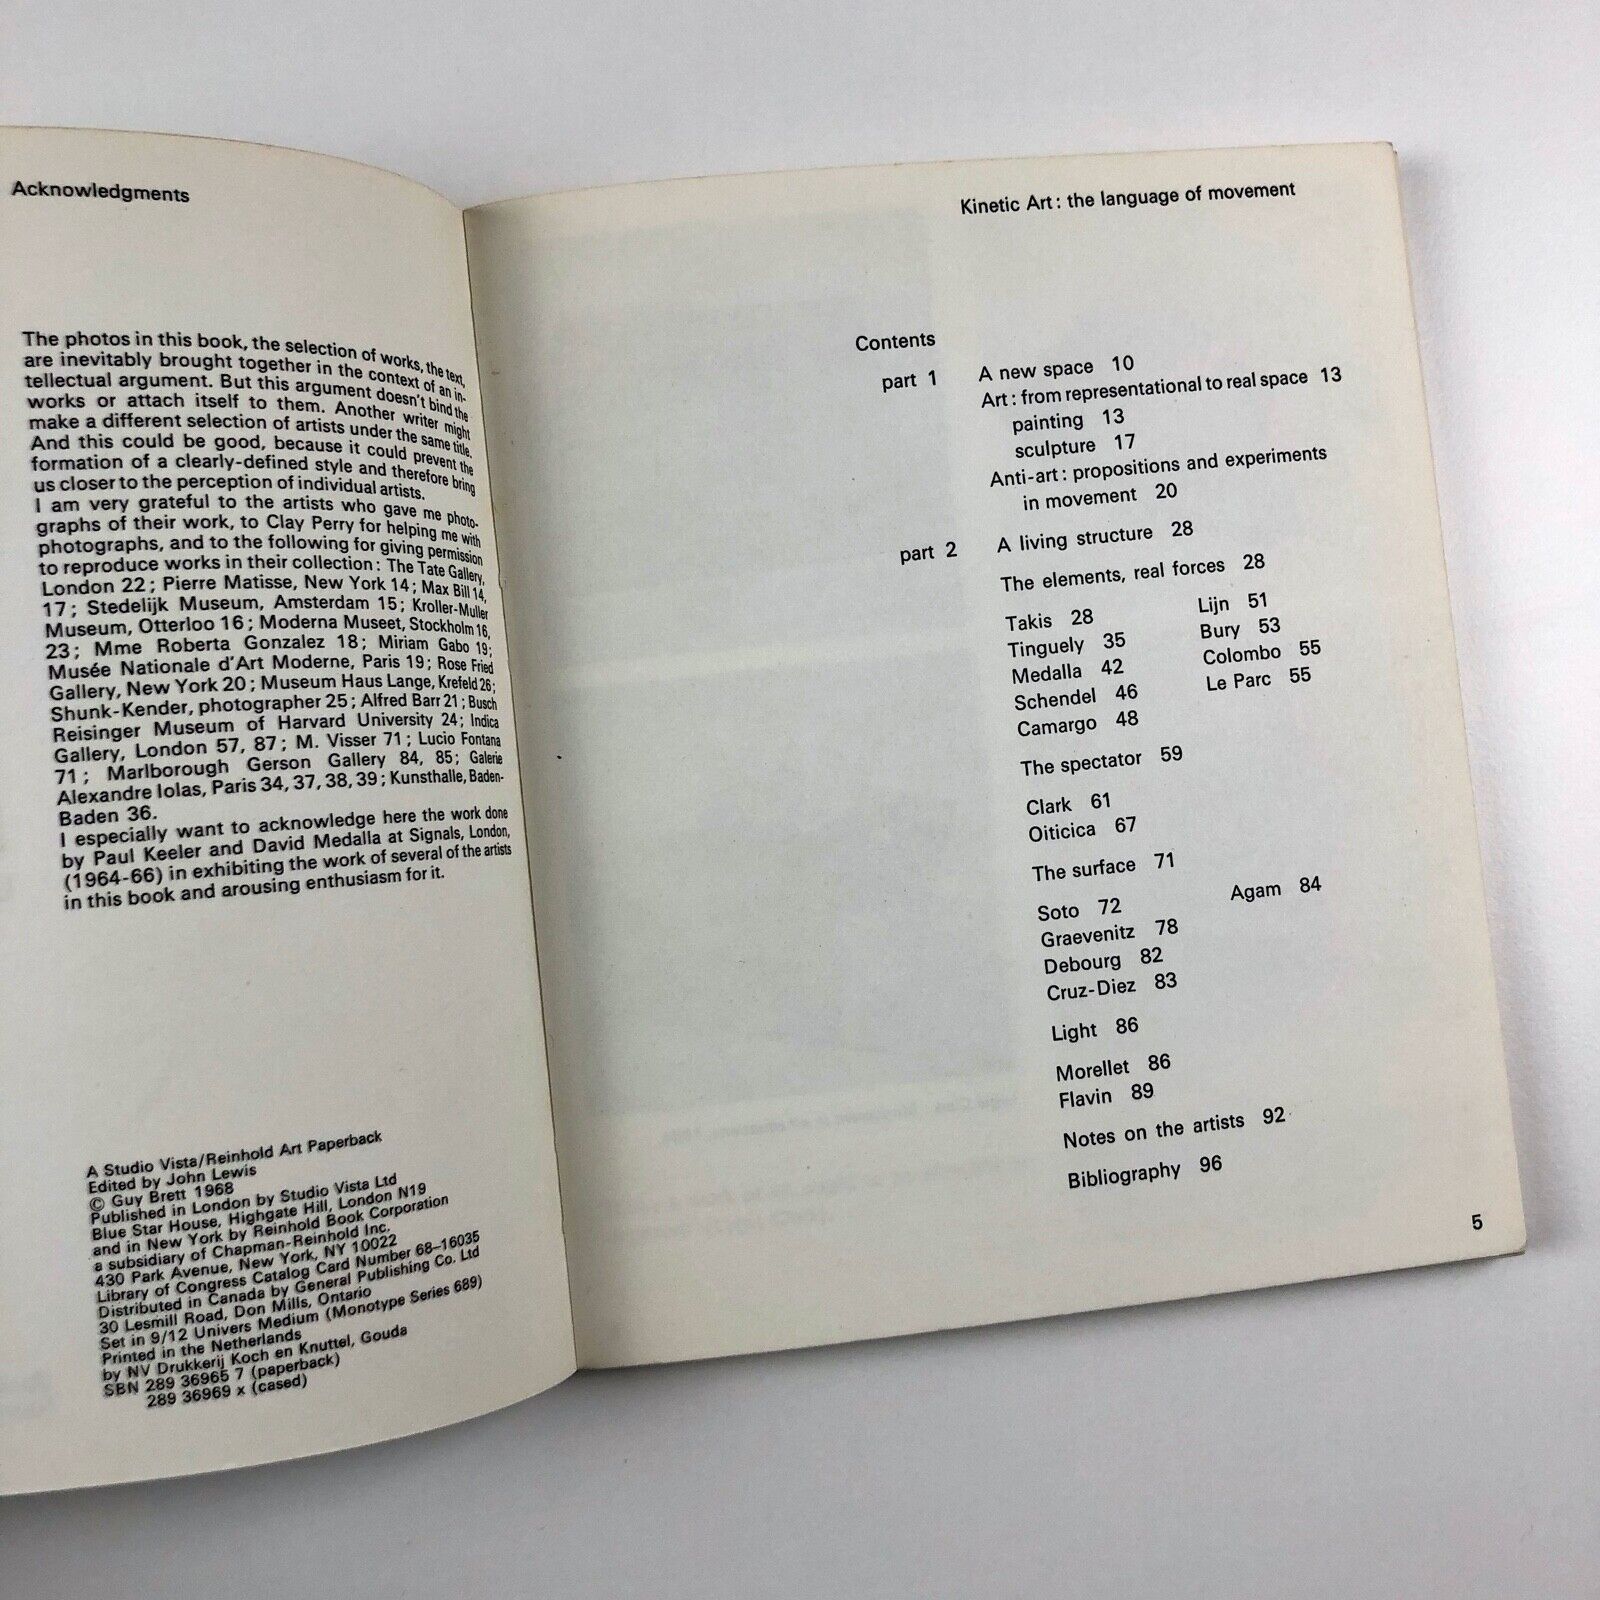 Acknowledgments
The photos in this book, the selection of works, the text,
are inevitably brought together in the context of an in-
tellectual argument. But this argument doesn't bind the
works or attach itself to them. Another writer might
make a different selection of artists under the same title.
And this could be good, because it could prevent the
formation of a clearly-defined style and therefore bring
us closer to the perception of individual artists.
I am very grateful to the artists who gave me photo-
graphs of their work, to Clay Perry for helping me with
photographs, and to the following for giving permission
to reproduce works in their collection: The Tate Gallery,
London 22; Pierre Matisse, New York 14; Max Bill 14,
17; Stedelijk Museum, Amsterdam 15; Kroller-Muller
Museum, Otterloo 16; Moderna Museet, Stockholm 16,
23; Mme Roberta Gonzalez 18; Miriam Gabo 19;
Musée Nationale d'Art Moderne, Paris 19; Rose Fried
Gallery, New York 20; Museum Haus Lange, Krefeld 26;
Shunk-Kender, photographer 25; Alfred Barr 21; Busch
Reisinger Museum of Harvard University 24; Indica
Gallery, London 57, 87; M. Visser 71; Lucio Fontana
71; Marlborough Gerson Gallery 84, 85; Galerie
Alexandre Iolas, Paris 34, 37, 38, 39; Kunsthalle, Baden-
Baden 36.
I especially want to acknowledge here the work done
by Paul Keeler and David Medalla at Signals, London,
(1964-66) in exhibiting the work of several of the artists
in this book and arousing enthusiasm for it.
A Studio Vista/Reinhold Art Paperback
Edited by John Lewis
© Guy Brett 1968
Published in London by Studio Vista Ltd
Blue Star House, Highgate Hill, London N19
and in New York by Reinhold Book Corporation
a subsidiary of Chapman-Reinhold Inc.
430 Park Avenue, New York, NY 10022
Library of Congress Catalog Card Number 68-16035
Distributed in Canada by General Publishing Co. Ltd
30 Lesmill Road, Don Mills, Ontario
Set in 9/12 Univers Medium (Monotype Series 689)
Printed in the Netherlands
by NV Drukkerij Koch en Knuttel, Gouda
SBN 289 36965 7 (paperback)
289 36969 x (cased)
Kinetic Art: the language of movement
Contents
part 1 A new space 10
Art: from representational to real space 13
painting 13
sculpture 17
Anti-art: propositions and experiments
in movement 20
part 2 A living structure 28
The elements, real forces 28
Takis 28 Lijn 51
Tinguely 35 Bury 53
Medalla 42 Colombo 55
Schendel 46 Le Parc 55
Camargo 48
The spectator 59
Clark 61
Oiticica 67
The surface 71
Soto 72 Agam 84
Graevenitz 78
Debourg 82
Cruz-Diez 83
Light 86
Morellet 86
Flavin 89
Notes on the artists 92
Bibliography 96
5